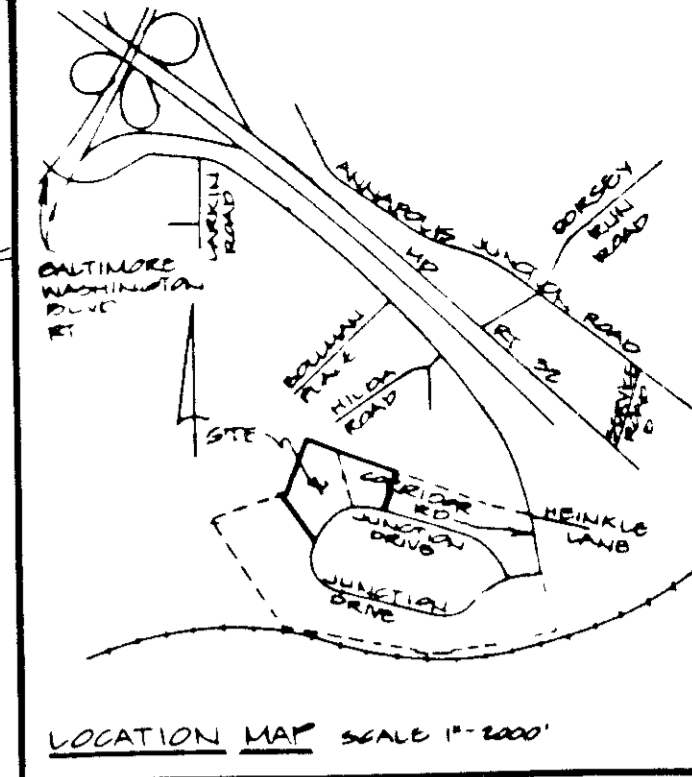 ANNAPOLIS JUNCTION ROAD
DORSEY
RUN
ROAD
LARKIN
ROAD
MD
RT. 32
BALTIMORE
WASHINGTON
BLVD
RT
BOLLMAN
PLACE
HILDA
ROAD
ROAD
SITE
CORRIDOR
RD
HEINKLE
LANE
JUNCTION
DRIVE
JUNCTION
DRIVE
LOCATION MAP SCALE 1"-2000'